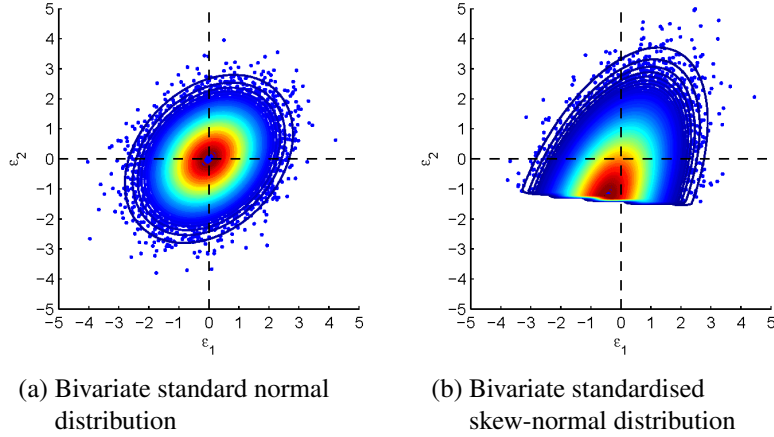 5
4
3
2
1
0
−1
−2
−3
−4
5
ε2
−5 −4 −3 −2 −1 0 1 2 3 4 5
ε1
5
4
3
2
1
0
−1
−2
−3
−4
5
ε2
−5 −4 −3 −2 −1 0 1 2 3 4 5
ε1
(a) Bivariate standard normal
distribution
(b) Bivariate standardised
skew-normal distribution